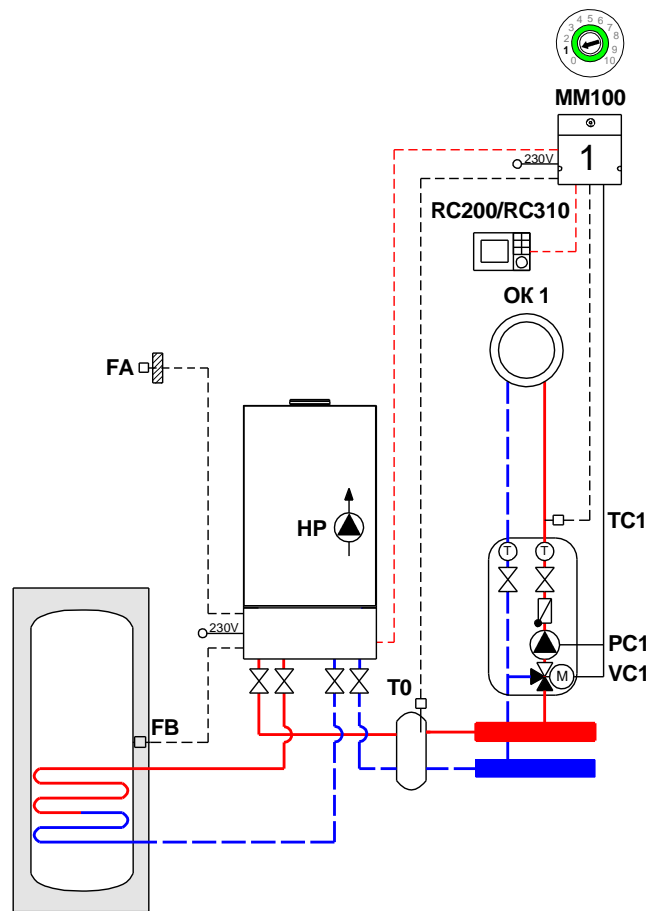 4 5 6
3 7
2 8
1 9
0 10
MM100
1
230V
RC200/RC310
ОК 1
FA
TC1
HP
T T
230V
PC1
T0
M
VC1
FB